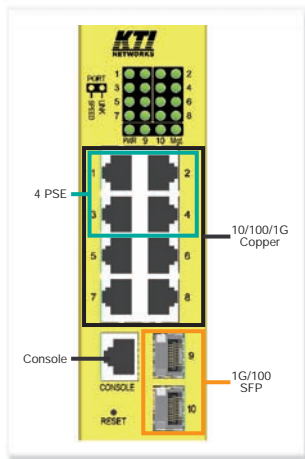 KTI
NETWORKS
PORT
LINK
SPEED
1 2
3 4
5 6
7 8
PWR 9 10 Mgt
1 2
4 PSE
3 4
10/100/1G
Copper
5 6
7 8
Console
9
CONSOLE
1G/100
SFP
10
RESET